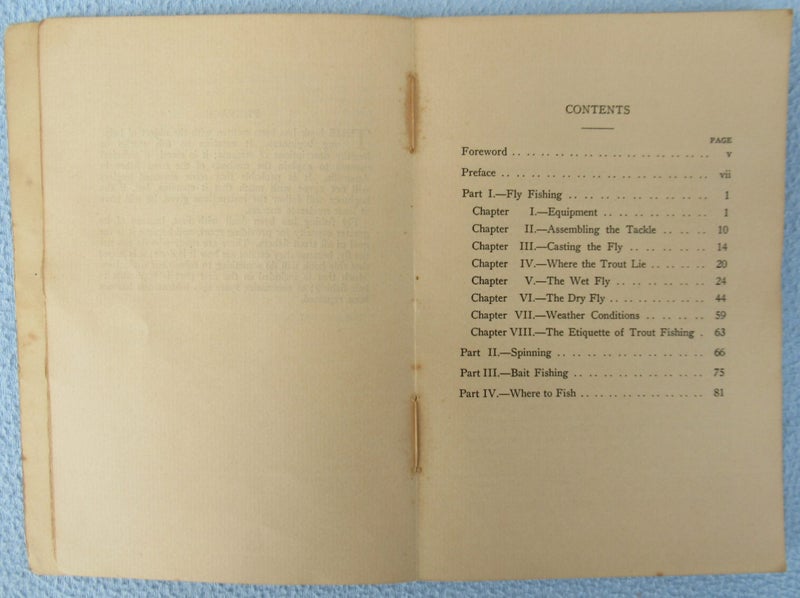 CONTENTS
PAGE
Foreword .. .. .. .. .. .. .. .. .. .. v
Preface .. .. .. .. .. .. .. .. .. .. vii
Part I.—Fly Fishing .. .. .. .. .. .. .. 1
Chapter I.—Equipment .. .. .. .. .. 1
Chapter II.—Assembling the Tackle .. .. 10
Chapter III.—Casting the Fly .. .. .. .. 14
Chapter IV.—Where the Trout Lie .. .. .. 20
Chapter V.—The Wet Fly .. .. .. .. 24
Chapter VI.—The Dry Fly .. .. .. .. .. 44
Chapter VII.—Weather Conditions .. .. .. 59
Chapter VIII.—The Etiquette of Trout Fishing . 63
Part II.—Spinning .. .. .. .. .. .. .. 66
Part III.—Bait Fishing .. .. .. .. .. .. .. 75
Part IV.—Where to Fish .. .. .. .. .. .. 81